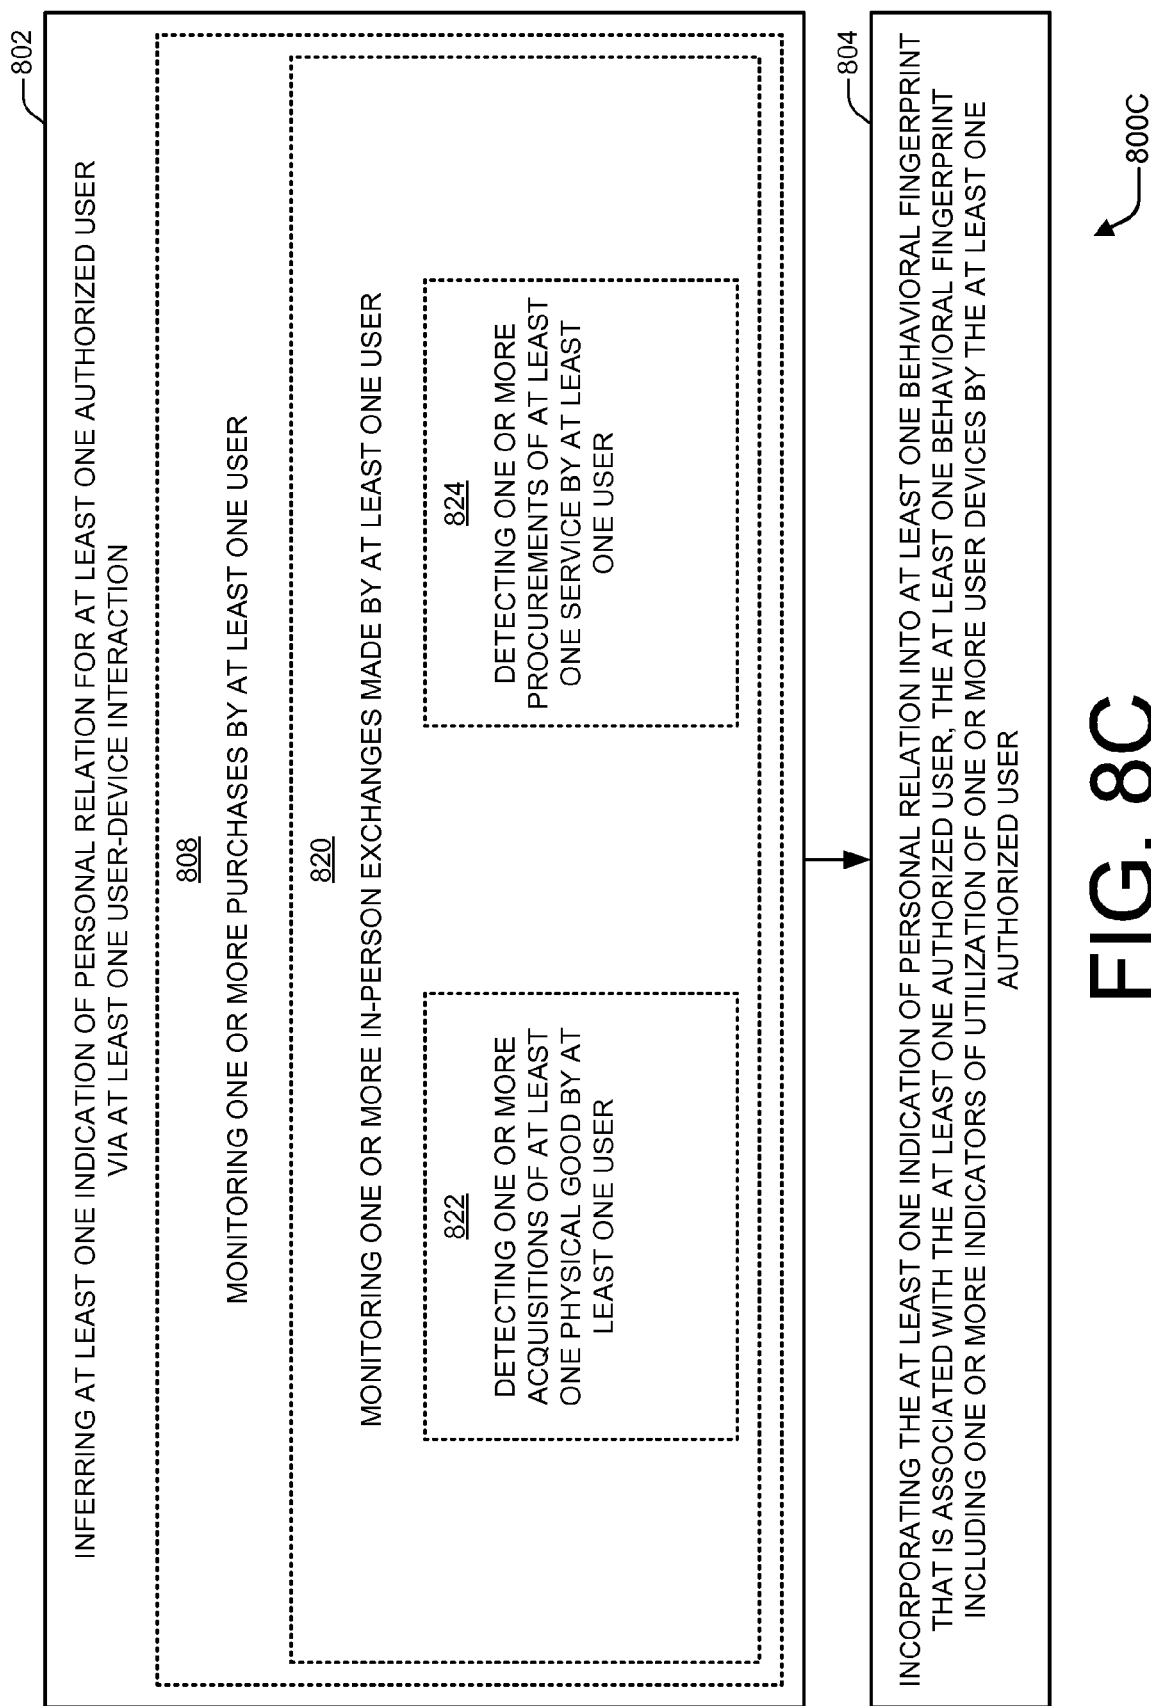 802
INFERRING AT LEAST ONE INDICATION OF PERSONAL RELATION FOR AT LEAST ONE AUTHORIZED USER
VIA AT LEAST ONE USER-DEVICE INTERACTION
808
MONITORING ONE OR MORE PURCHASES BY AT LEAST ONE USER
820
MONITORING ONE OR MORE IN-PERSON EXCHANGES MADE BY AT LEAST ONE USER
822
DETECTING ONE OR MORE
ACQUISITIONS OF AT LEAST
ONE PHYSICAL GOOD BY AT
LEAST ONE USER
824
DETECTING ONE OR MORE
PROCUREMENTS OF AT LEAST
ONE SERVICE BY AT LEAST
ONE USER
804
INCORPORATING THE AT LEAST ONE INDICATION OF PERSONAL RELATION INTO AT LEAST ONE BEHAVIORAL FINGERPRINT
THAT IS ASSOCIATED WITH THE AT LEAST ONE AUTHORIZED USER, THE AT LEAST ONE BEHAVIORAL FINGERPRINT
INCLUDING ONE OR MORE INDICATORS OF UTILIZATION OF ONE OR MORE USER DEVICES BY THE AT LEAST ONE
AUTHORIZED USER
800C
FIG. 8C